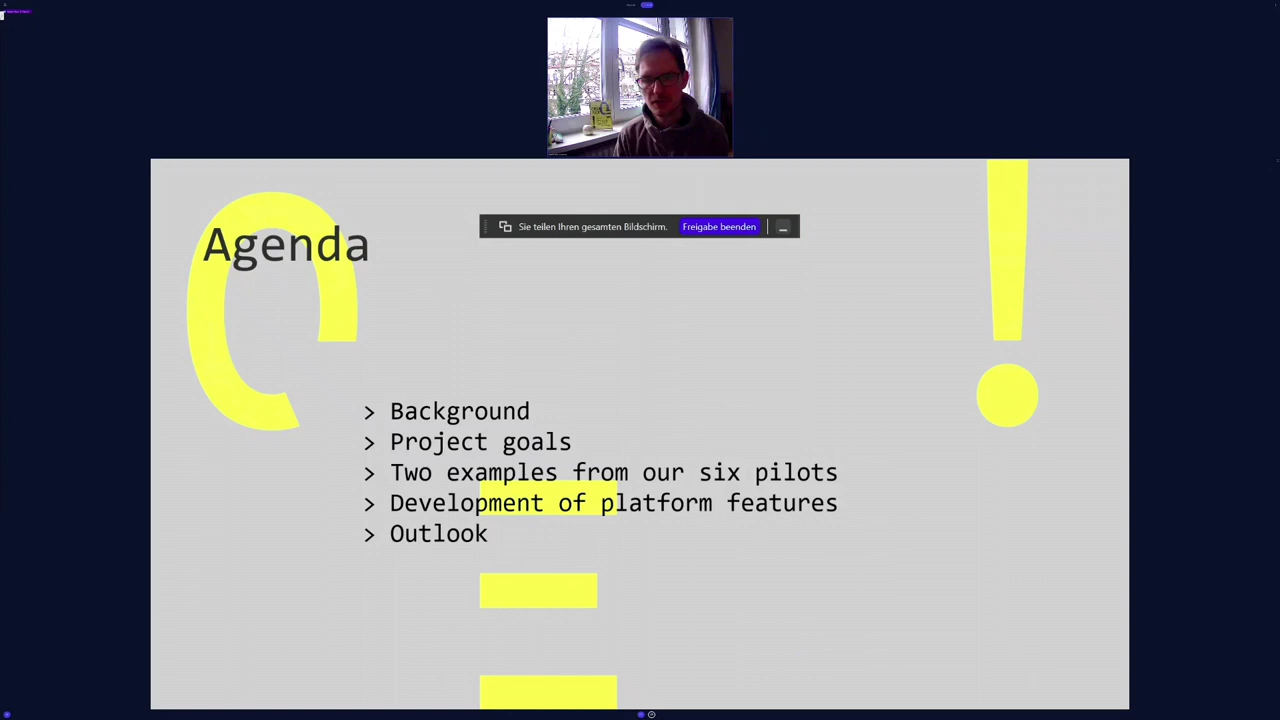 Agenda
Sie teilen Ihren gesamten Bildschirm. Freigabe beenden
> Background
> Project goals
> Two examples from our six pilots
> Development of platform features
> Outlook